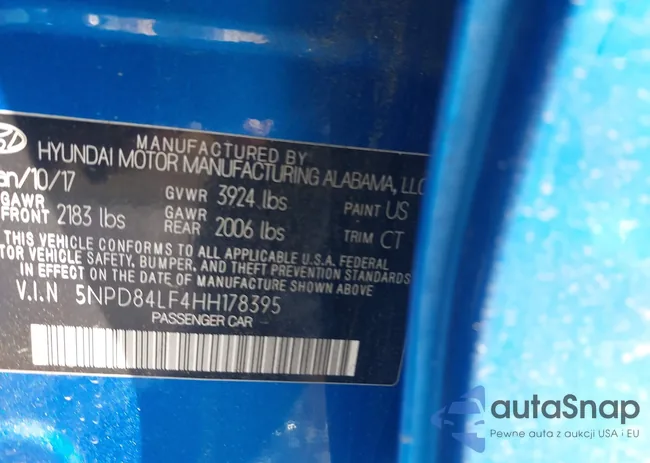 MANUFACTURED BY
HYUNDAI MOTOR MANUFACTURING ALABAMA, LLC
an/10/17 GVWR 3924 lbs PAINT US
GAWR FRONT 2183 lbs GAWR REAR 2006 lbs TRIM CT
THIS VEHICLE CONFORMS TO ALL APPLICABLE U.S.A. FEDERAL
TOR VEHICLE SAFETY, BUMPER, AND THEFT PREVENTION STANDARDS
IN EFFECT ON THE DATE OF MANUFACTURE SHOWN ABOVE.
V.I.N 5NPD84LF4HH178395
PASSENGER CAR
autaSnap
Pewne auta z aukcji USA i EU